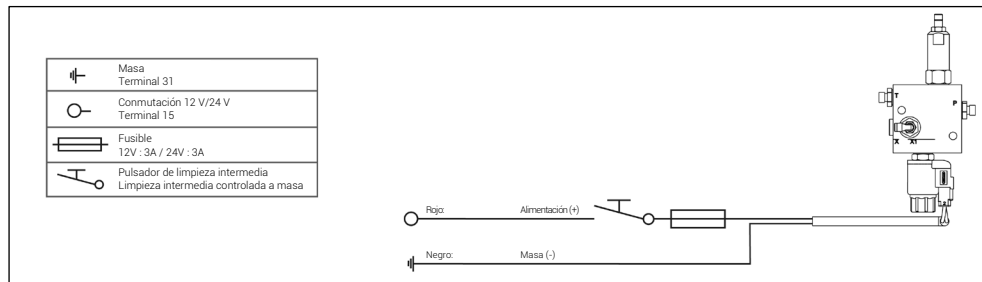 Masa
Terminal 31
Conmutación 12 V/24 V
Terminal 15
Fusible
12V : 3A / 24V : 3A
Pulsador de limpieza intermedia
Limpieza intermedia controlada a masa
T
P
X X1
Rojo: Alimentación (+)
Negro: Masa (-)